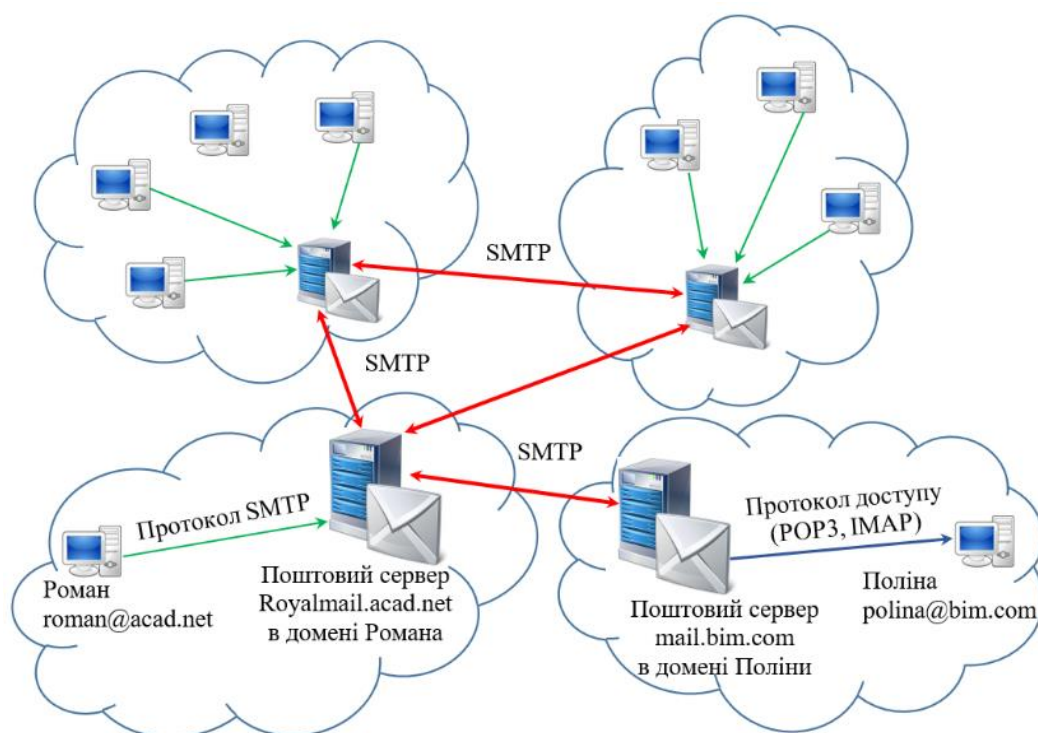 SMTP
SMTP
SMTP
Протокол SMTP
Роман
roman@acad.net
Поштовий сервер
Royalmail.acad.net
в домені Романа
Поштовий сервер
mail.bim.com
в домені Поліни
Протокол доступу
(POP3, IMAP)
Поліна
polina@bim.com